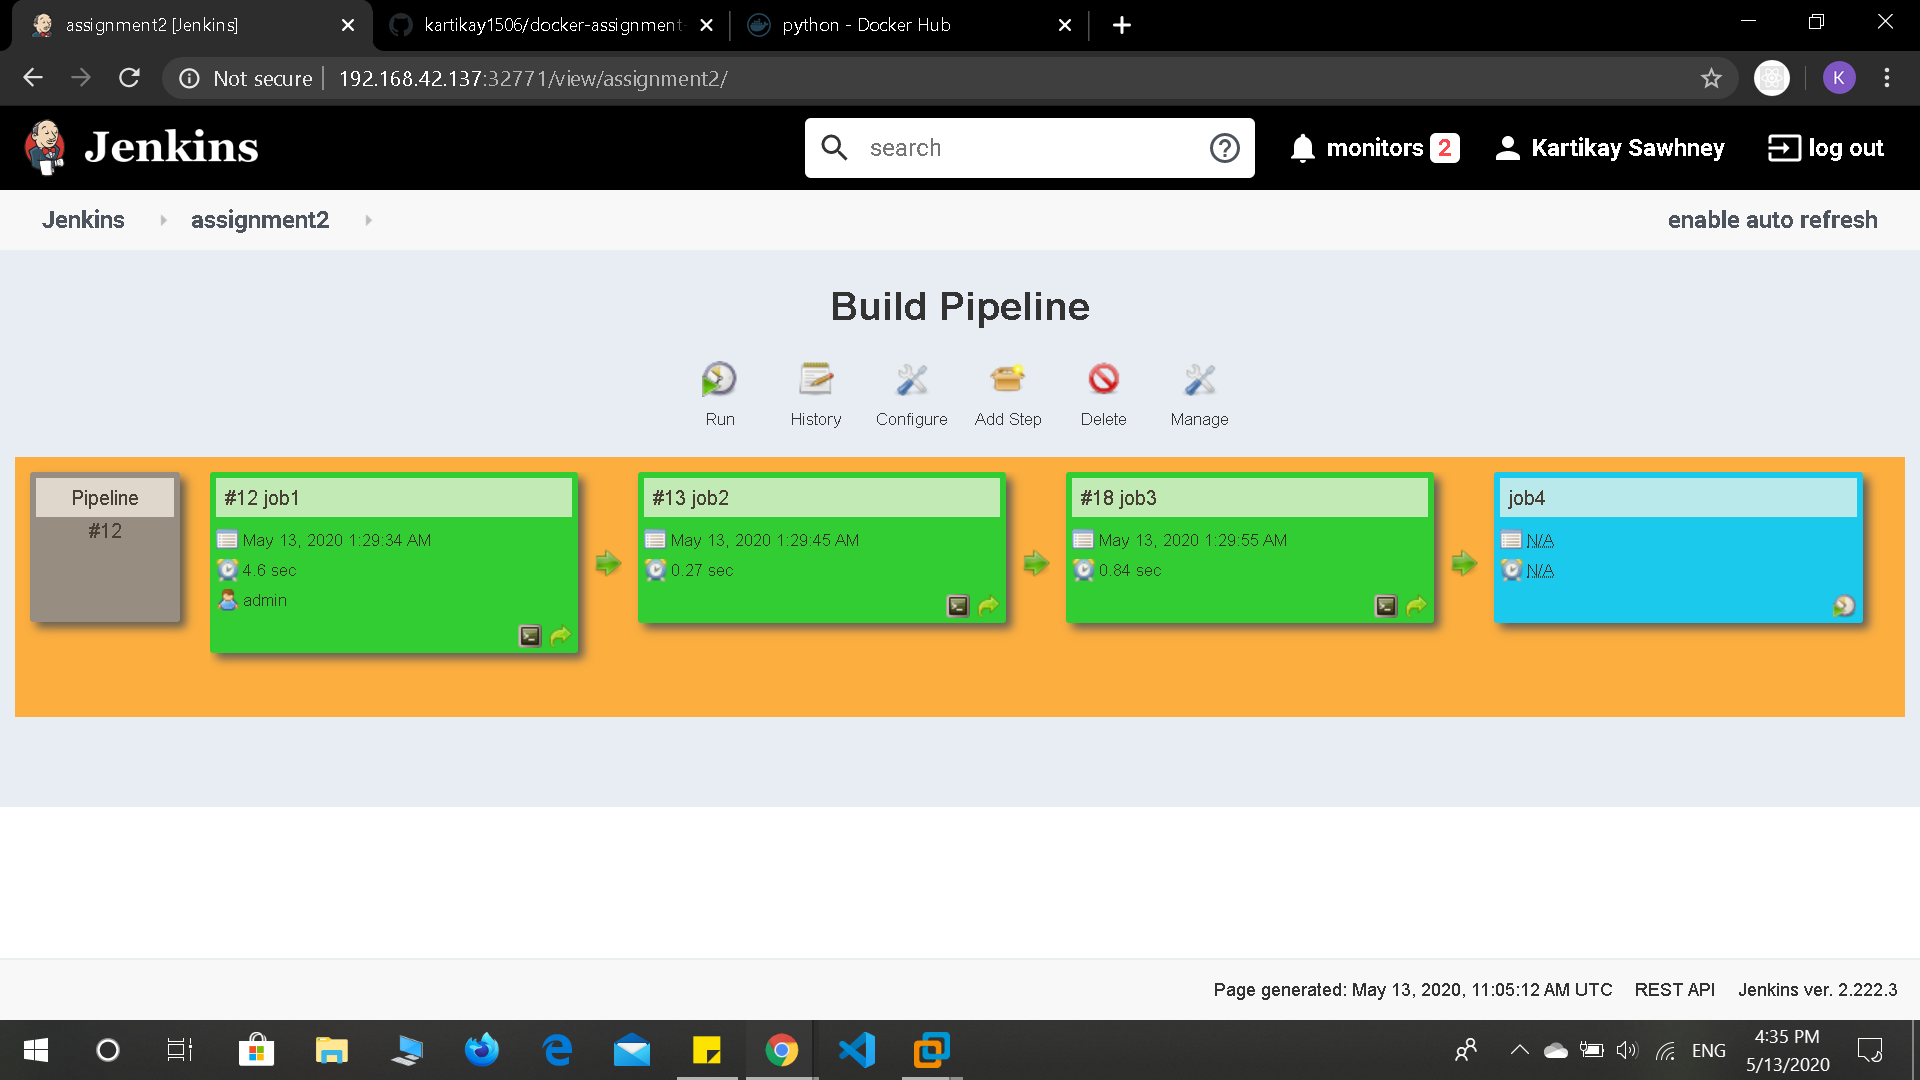 assignment2 [Jenkins]
kartikay1506/docker-assignment-
python - Docker Hub
Not secure
192.168.42.137:32771/view/assignment2/
K
Jenkins
search
monitors 2
Kartikay Sawhney
log out
Jenkins
assignment2
enable auto refresh
Build Pipeline
Run
History
Configure
Add Step
Delete
Manage
Pipeline
#12
#12 job1
May 13, 2020 1:29:34 AM
4.6 sec
admin
#13 job2
May 13, 2020 1:29:45 AM
0.27 sec
#18 job3
May 13, 2020 1:29:55 AM
0.84 sec
job4
N/A
N/A
Page generated: May 13, 2020, 11:05:12 AM UTC
REST API
Jenkins ver. 2.222.3
ENG
4:35 PM
5/13/2020